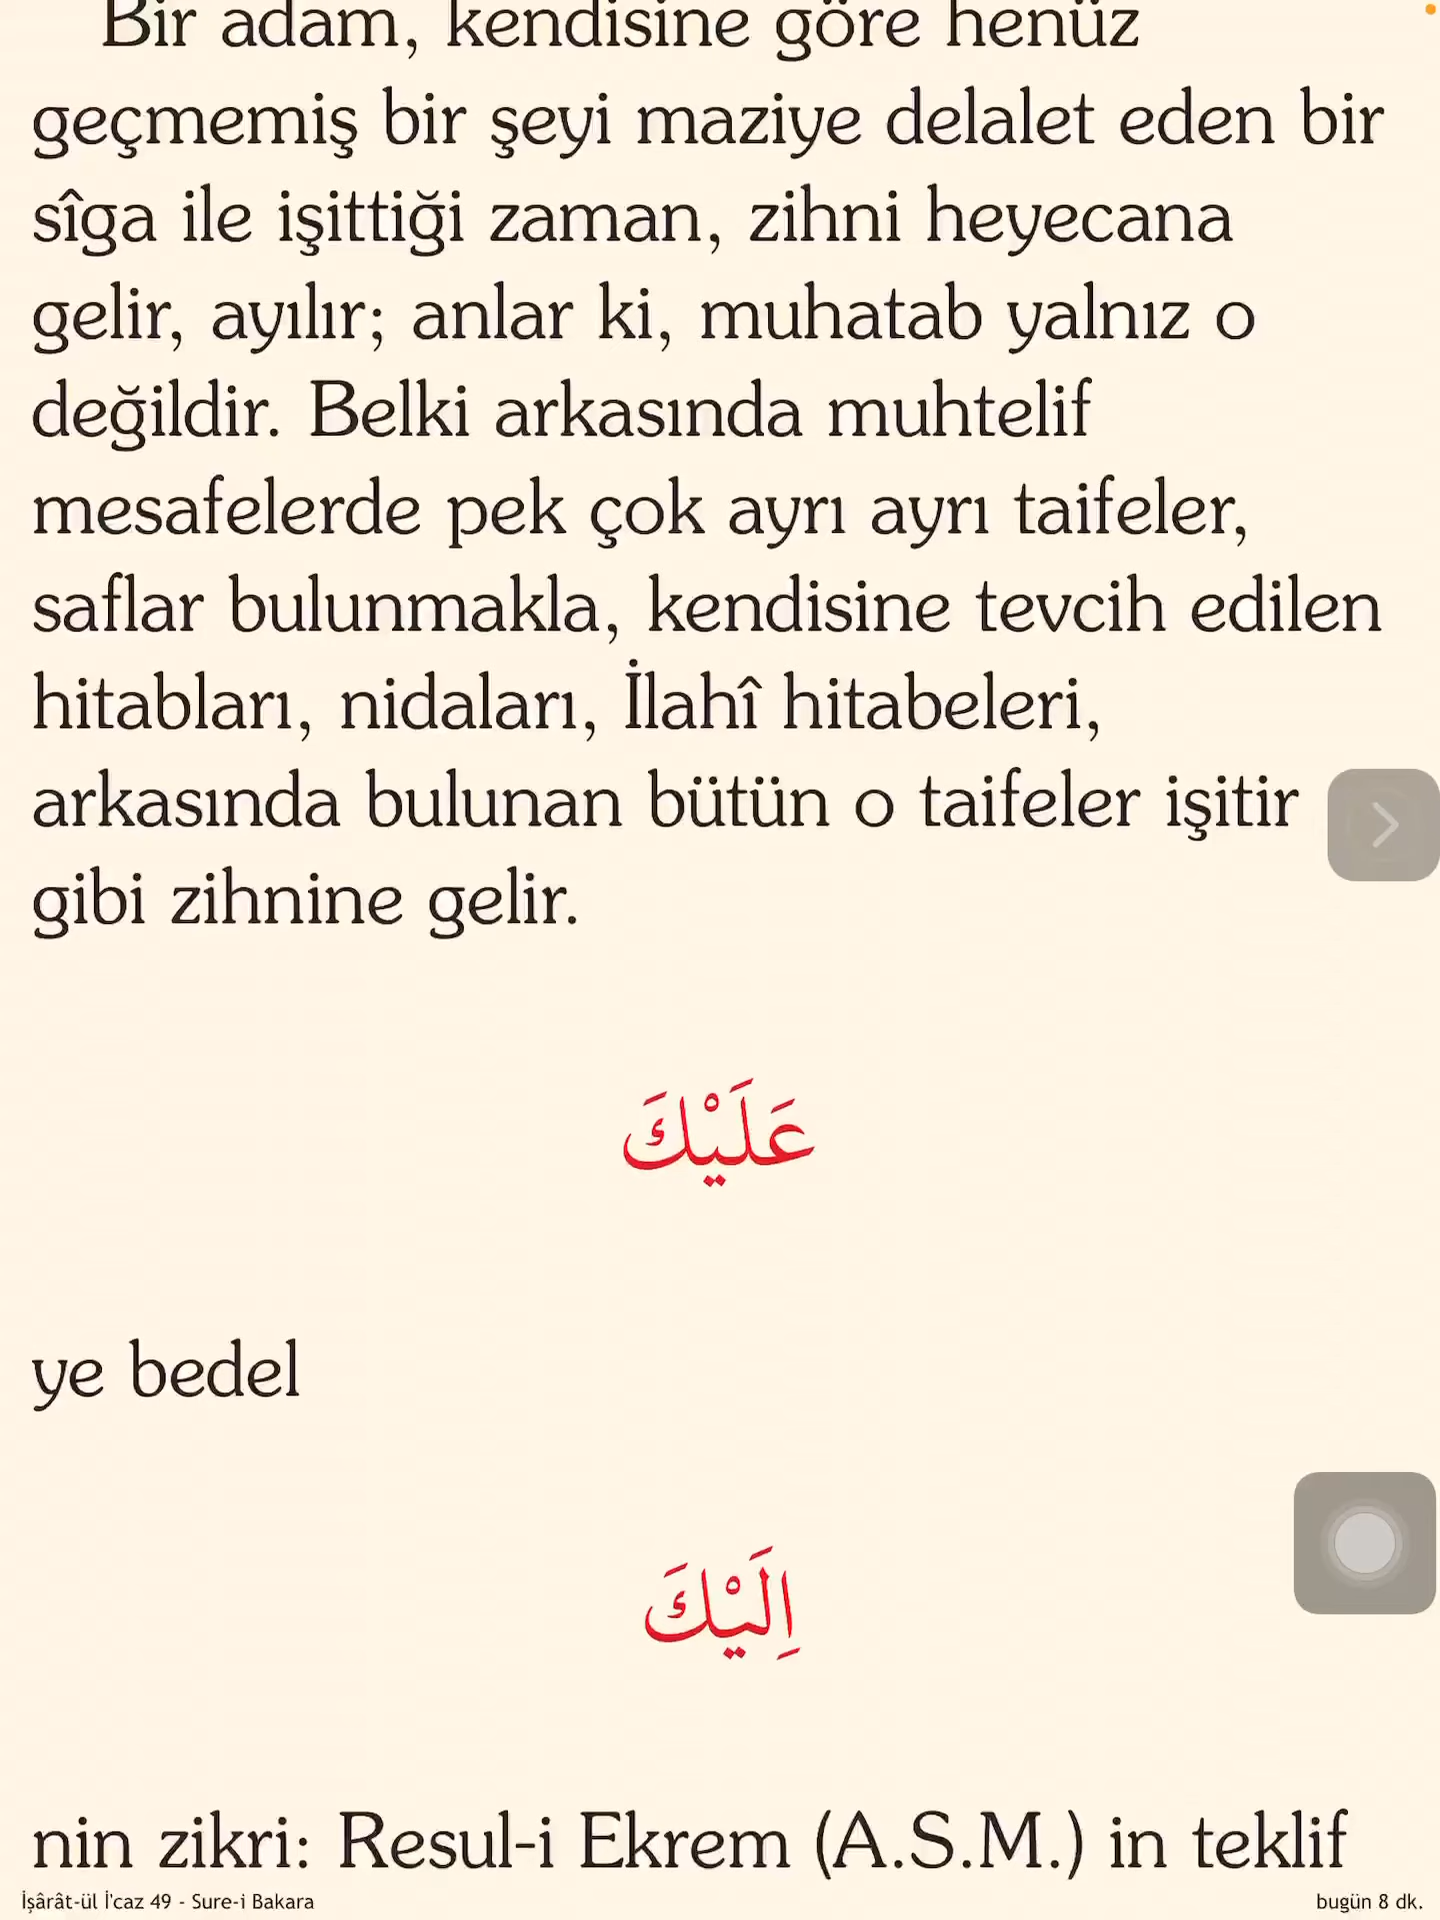 Bir adam, kendisine göre henüz
geçmemiş bir şeyi maziye delalet eden bir
sîga ile işittiği zaman, zihni heyecana
gelir, ayılır; anlar ki, muhatab yalnız o
değildir. Belki arkasında muhtelif
mesafelerde pek çok ayrı ayrı taifeler,
saflar bulunmakla, kendisine tevcih edilen
hitabları, nidaları, İlahî hitabeleri,
arkasında bulunan bütün o taifeler işitir
gibi zihnine gelir.
عَلَيْكَ
ye bedel
اِلَيْكَ
nin zikri: Resul-i Ekrem (A.S.M.) in teklif
İşârât-ül İ'caz 49 - Sure-i Bakara
bugün 8 dk.